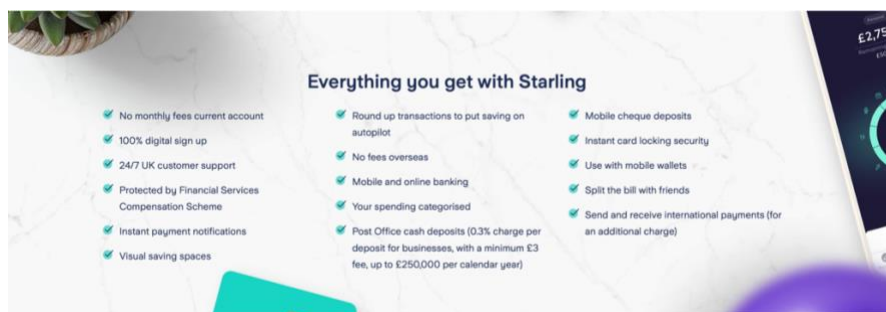 Everything you get with Starling
No monthly fees current account
100% digital sign up
24/7 UK customer support
Protected by Financial Services
Compensation Scheme
Instant payment notifications
Visual saving spaces
Round up transactions to put saving on
autopilot
No fees overseas
Mobile and online banking
Your spending categorised
Post Office cash deposits (0.3% charge per
deposit for businesses, with a minimum £3
fee, up to £250,000 per calendar year)
Mobile cheque deposits
Instant card locking security
Use with mobile wallets
Split the bill with friends
Send and receive international payments (for
an additional charge)